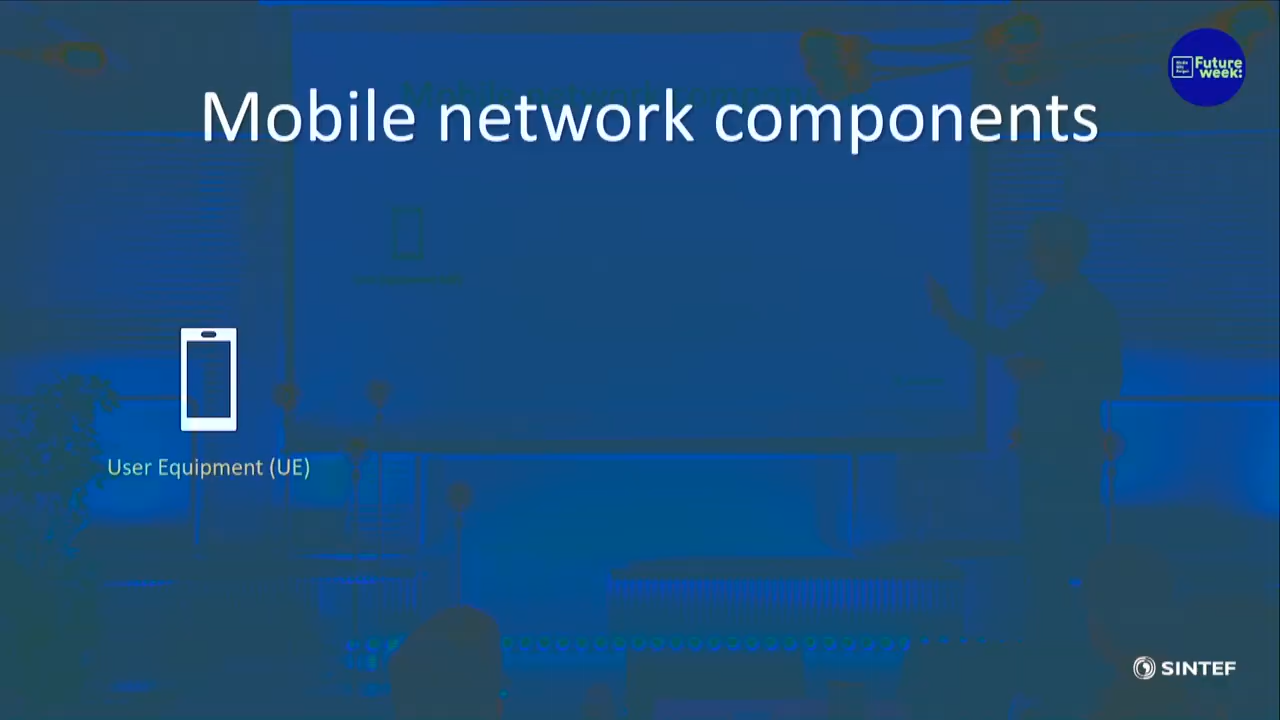 Mobile network components
Future
week:
User Equipment (UE)
SINTEF